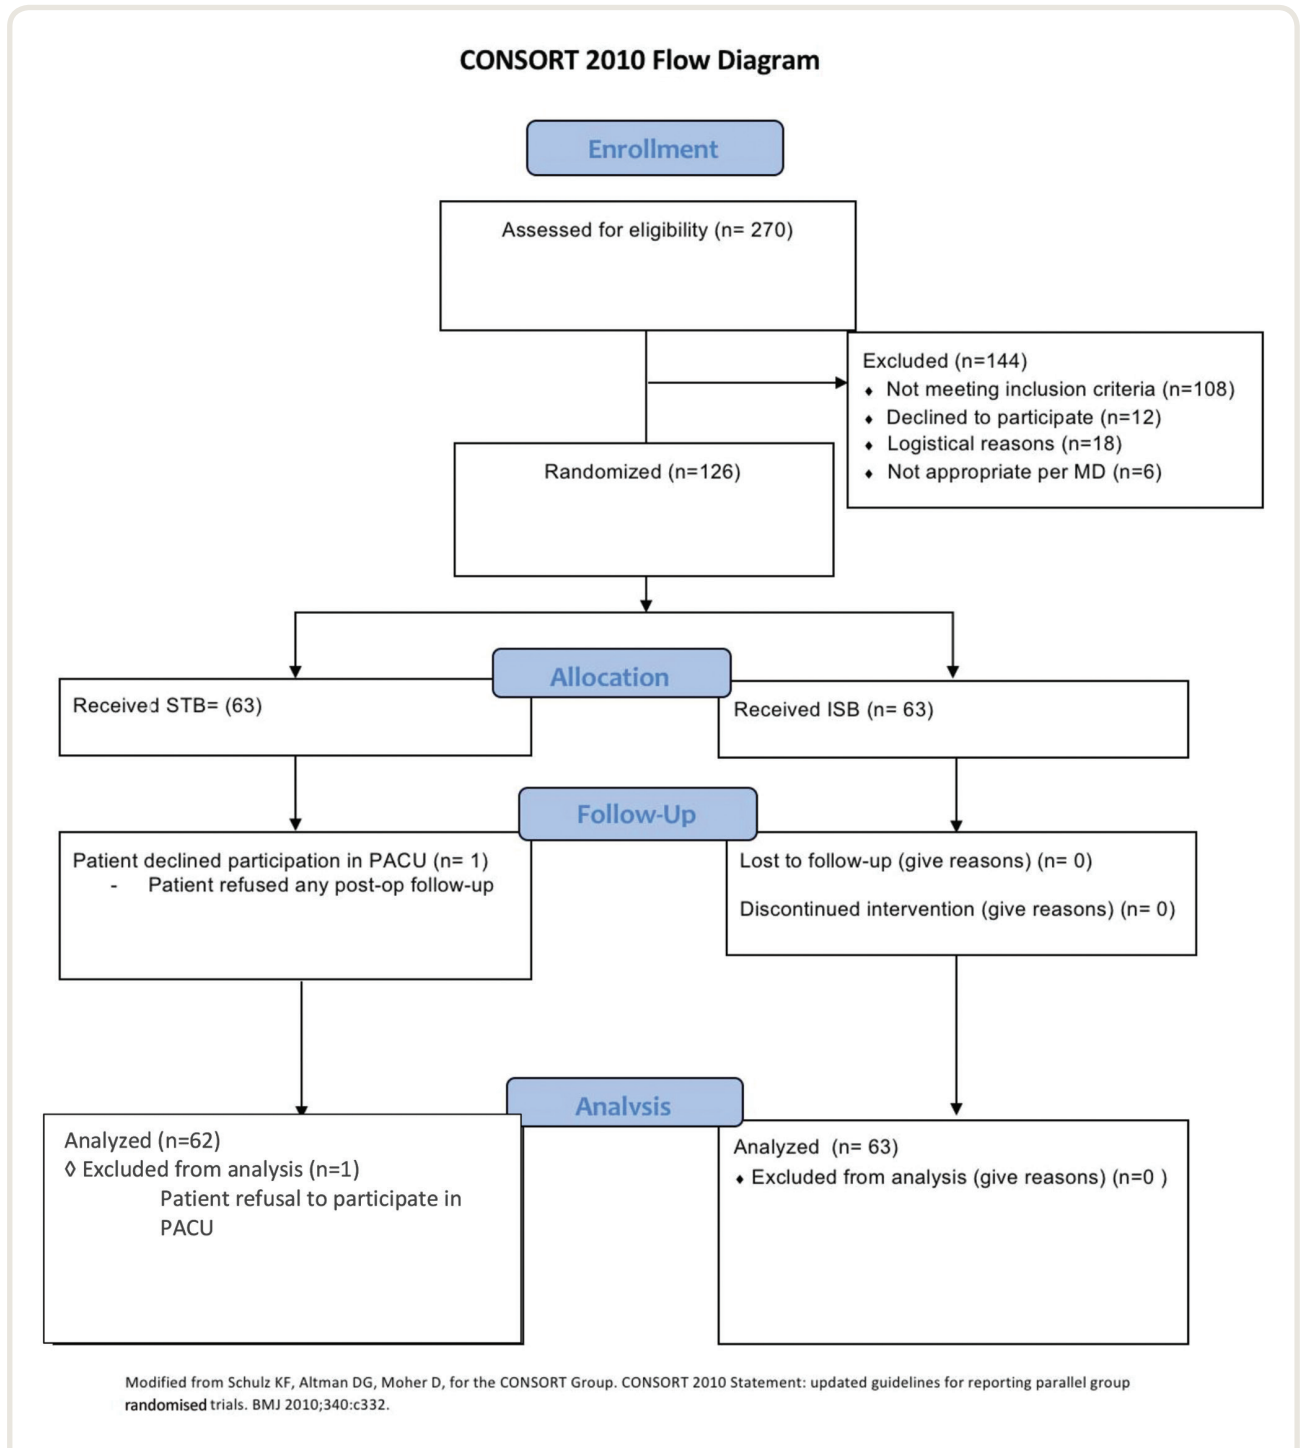 CONSORT 2010 Flow Diagram
Enrollment
Assessed for eligibility (n= 270)
Excluded (n=144)
♦ Not meeting inclusion criteria (n=108)
♦ Declined to participate (n=12)
♦ Logistical reasons (n=18)
♦ Not appropriate per MD (n=6)
Randomized (n=126)
Allocation
Received STB= (63)
Received ISB (n= 63)
Follow-Up
Patient declined participation in PACU (n= 1)
- Patient refused any post-op follow-up
Lost to follow-up (give reasons) (n= 0)
Discontinued intervention (give reasons) (n= 0)
Analysis
Analyzed (n=62)
◊ Excluded from analysis (n=1)
Patient refusal to participate in
PACU
Analyzed (n= 63)
♦ Excluded from analysis (give reasons) (n=0 )
Modified from Schulz KF, Altman DG, Moher D, for the CONSORT Group. CONSORT 2010 Statement: updated guidelines for reporting parallel group
randomised trials. BMJ 2010;340:c332.